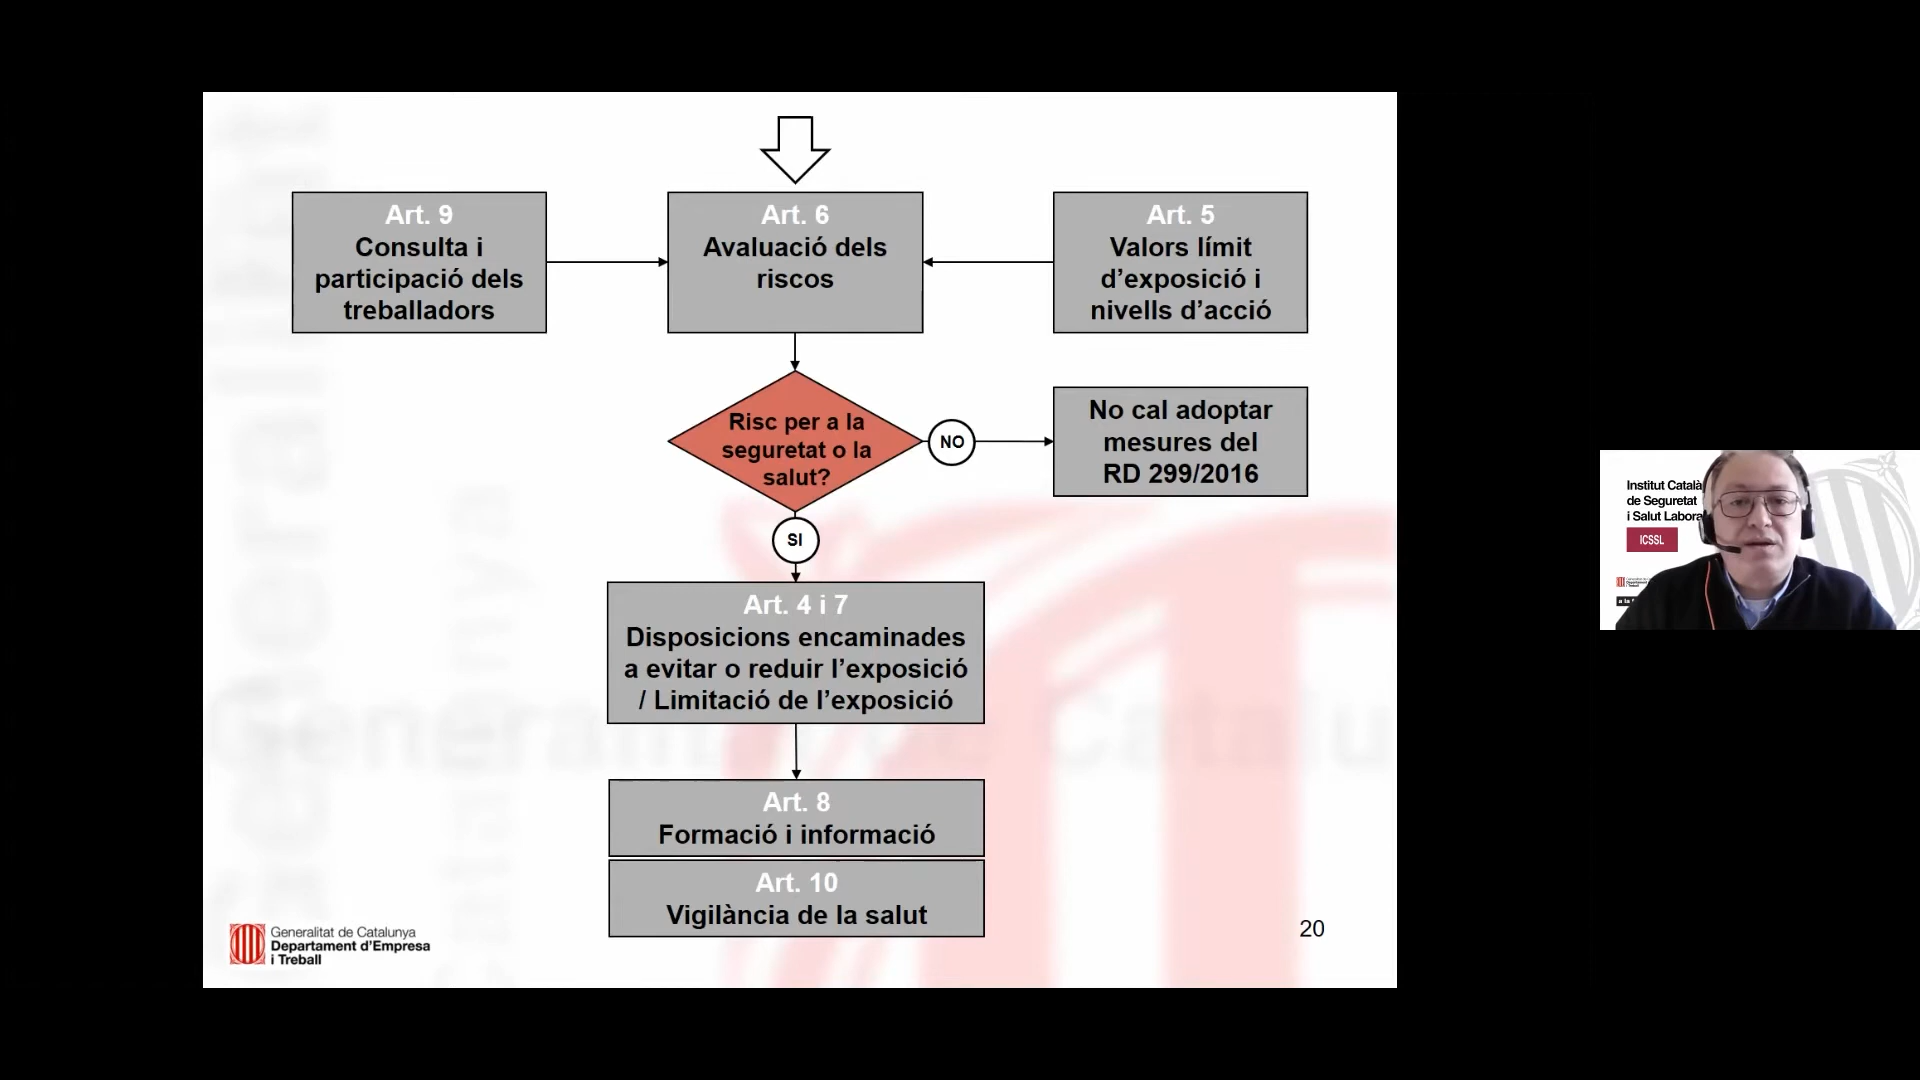 Art. 9
Consulta i
participació dels
treballadors
Art. 6
Avaluació dels
riscos
Art. 5
Valors límit
d’exposició i
nivells d’acció
Risc per a la
seguretat o la
salut?
NO
No cal adoptar
mesures del
RD 299/2016
SI
Art. 4 i 7
Disposicions encaminades
a evitar o reduir l’exposició
/ Limitació de l’exposició
Art. 8
Formació i informació
Art. 10
Vigilància de la salut
Generalitat de Catalunya
Departament d’Empresa
i Treball
20
Institut Català
de Seguretat
i Salut Labora
ICSSL